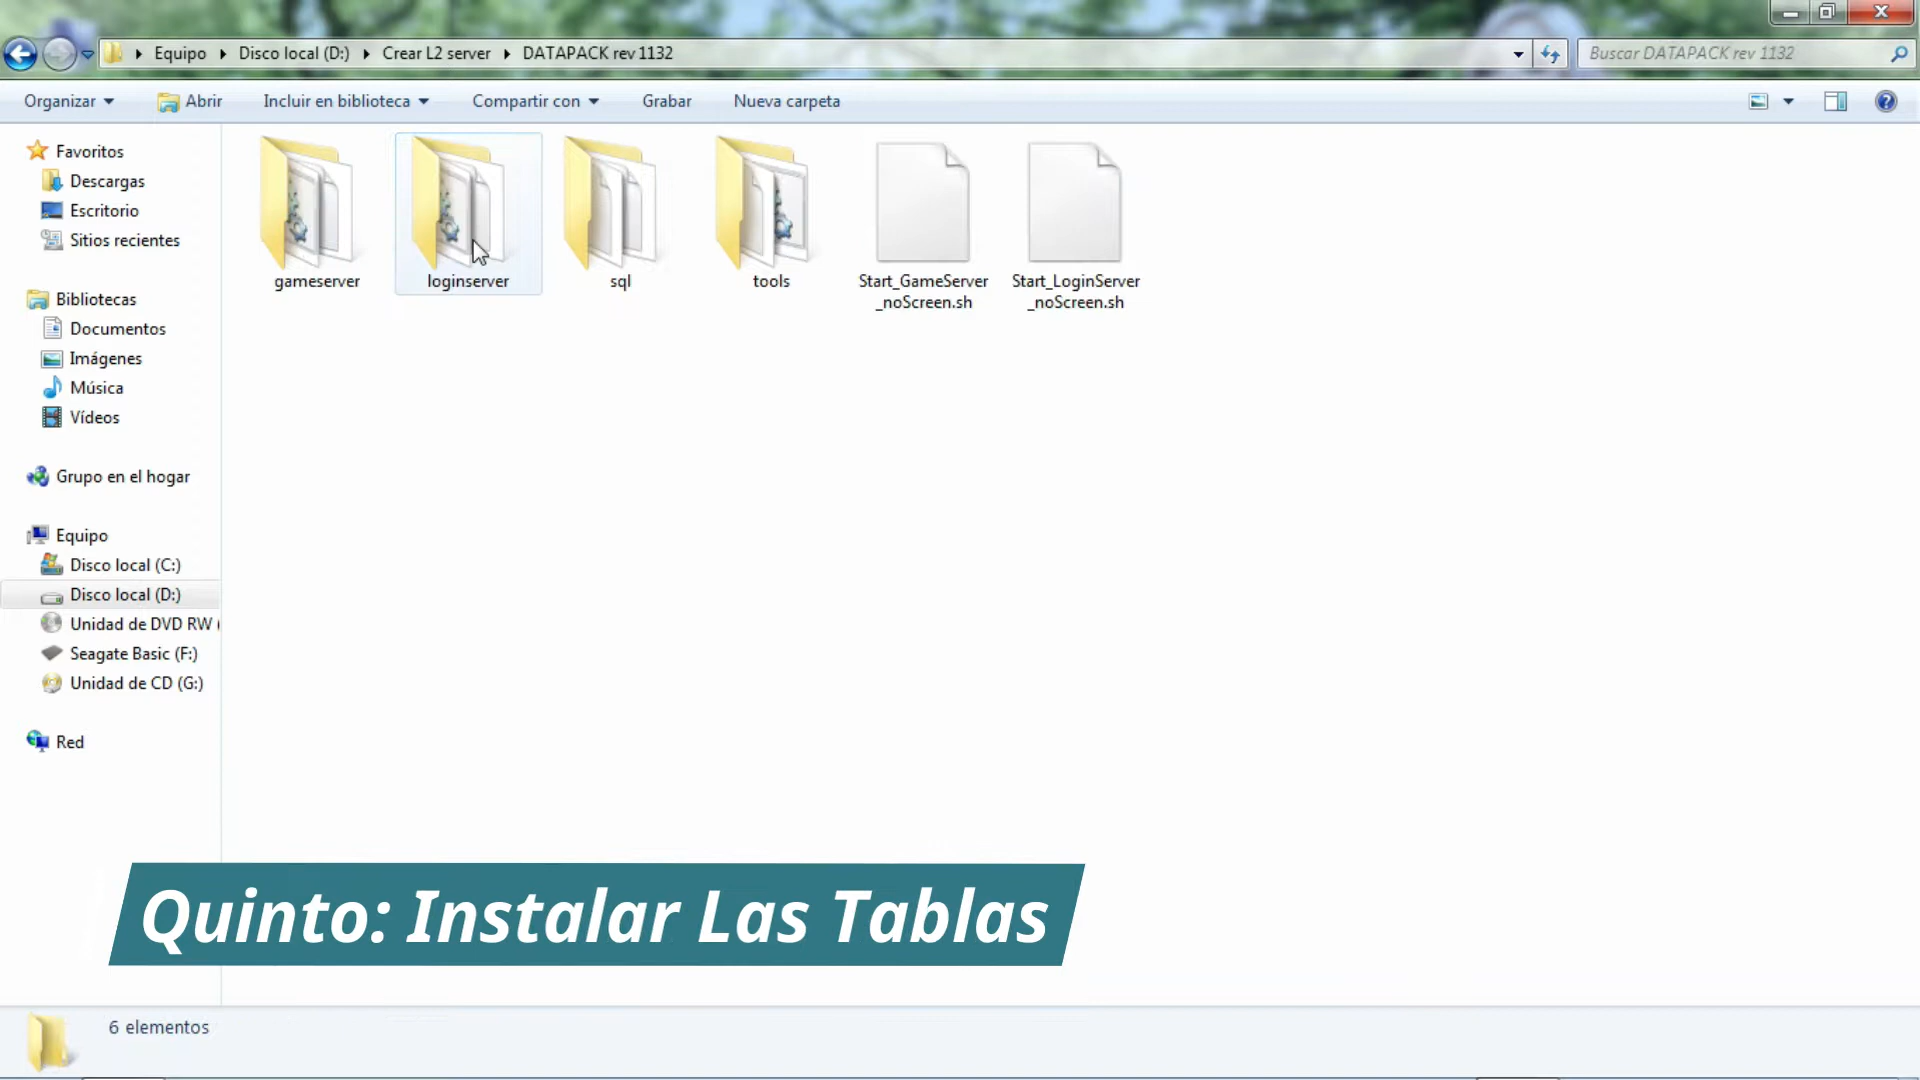 Equipo
Disco local (D:)
Crear L2 server
DATAPACK rev 1132
Buscar DATAPACK rev 1132
Organizar
Abrir
Incluir en biblioteca
Compartir con
Grabar
Nueva carpeta
Favoritos
Descargas
Escritorio
Sitios recientes
Bibliotecas
Documentos
Imágenes
Música
Vídeos
Grupo en el hogar
Equipo
Disco local (C:)
Disco local (D:)
Unidad de DVD RW (
Seagate Basic (F:)
Unidad de CD (G:)
Red
gameserver
loginserver
sql
tools
Start_GameServer
_noScreen.sh
Start_LoginServer
_noScreen.sh
Quinto: Instalar Las Tablas
6 elementos